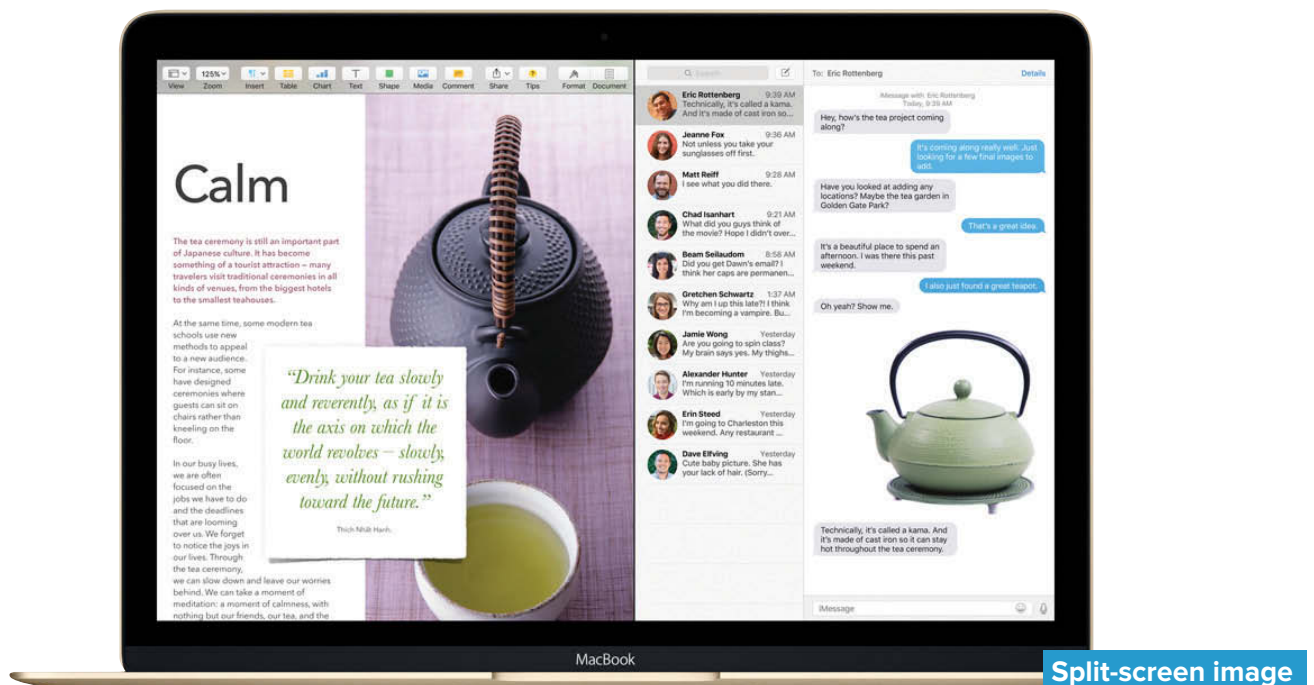 View
125%
Zoom
Insert
Table
Chart
T
Text
Shape
Media
Comment
Share
?
Tips
Format
Document
Calm
The tea ceremony is still an important part
of Japanese culture. It has become
something of a tourist attraction – many
travelers visit traditional ceremonies in all
kinds of venues, from the biggest hotels
to the smallest teahouses.
At the same time, some modern tea
schools use new
methods to appeal
to a new audience.
For instance, some
have designed
ceremonies where
guests can sit on
chairs rather than
kneeling on the
floor.
In our busy lives,
we are often
focused on the
jobs we have to do
and the deadlines
that are looming
over us. We forget
to notice the joys in
our lives. Through
the tea ceremony,
we can slow down and leave our worries
behind. We can take a moment of
meditation: a moment of calmness, with
nothing but our friends, our tea, and the
“Drink your tea slowly
and reverently, as if it is
the axis on which the
world revolves – slowly,
evenly, without rushing
toward the future.”
Thich Nhất Hanh.
Search
Eric Rottenberg 9:39 AM
Technically, it's called a kama.
And it's made of cast iron so...
Jeanne Fox 9:36 AM
Not unless you take your
sunglasses off first.
Matt Reiff 9:28 AM
I see what you did there.
Chad Isanhart 9:21 AM
What did you guys think of
the movie? Hope I didn't over...
Beam Seilaudom 8:56 AM
Did you get Dawn's email? I
think her caps are permanen...
Gretchen Schwartz 1:37 AM
Why am I up this late?! I think
I'm becoming a vampire. Bu...
Jamie Wong Yesterday
Are you going to spin class?
My brain says yes. My thighs...
Alexander Hunter Yesterday
I'm running 10 minutes late.
Which is early by my stan...
Erin Steed Yesterday
I'm going to Charleston this
weekend. Any restaurant ...
Dave Elfving Yesterday
Cute baby picture. She has
your lack of hair. (Sorry...
To: Eric Rottenberg Details
iMessage with Eric Rottenberg
Today, 9:39 AM
Hey, how's the tea project coming
along?
It's coming along really well. Just
looking for a few final images to
add.
Have you looked at adding any
locations? Maybe the tea garden in
Golden Gate Park?
That's a great idea.
It's a beautiful place to spend an
afternoon. I was there this past
weekend.
I also just found a great teapot.
Oh yeah? Show me.
Technically, it's called a kama. And
it's made of cast iron so it can stay
hot throughout the tea ceremony.
iMessage
MacBook
Split-screen image